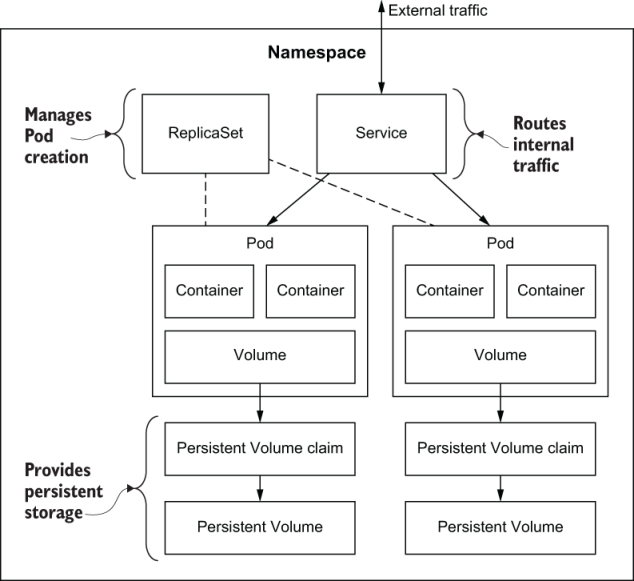 External traffic
Namespace
Manages
Pod
creation
ReplicaSet
Service
Routes
internal
traffic
Pod
Pod
Container
Container
Container
Container
Volume
Volume
Provides
persistent
storage
Persistent Volume claim
Persistent Volume claim
Persistent Volume
Persistent Volume